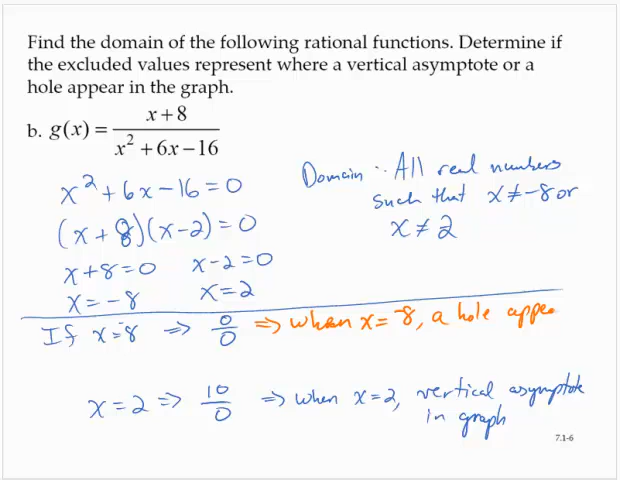 Find the domain of the following rational functions. Determine if
the excluded values represent where a vertical asymptote or a
hole appear in the graph.
b. g(x) = (x + 8)/(x² + 6x − 16)
x² + 6x − 16 = 0
(x + 8)(x − 2) = 0
x + 8 = 0 x − 2 = 0
x = −8 x = 2
Domain: All real numbers
such that x ≠ −8 or
x ≠ 2
If x = −8 ⇒ 0/0 ⇒ when x = −8, a hole appe
x = 2 ⇒ 10/0 ⇒ when x = 2, vertical asymptote
in graph
7.1-6